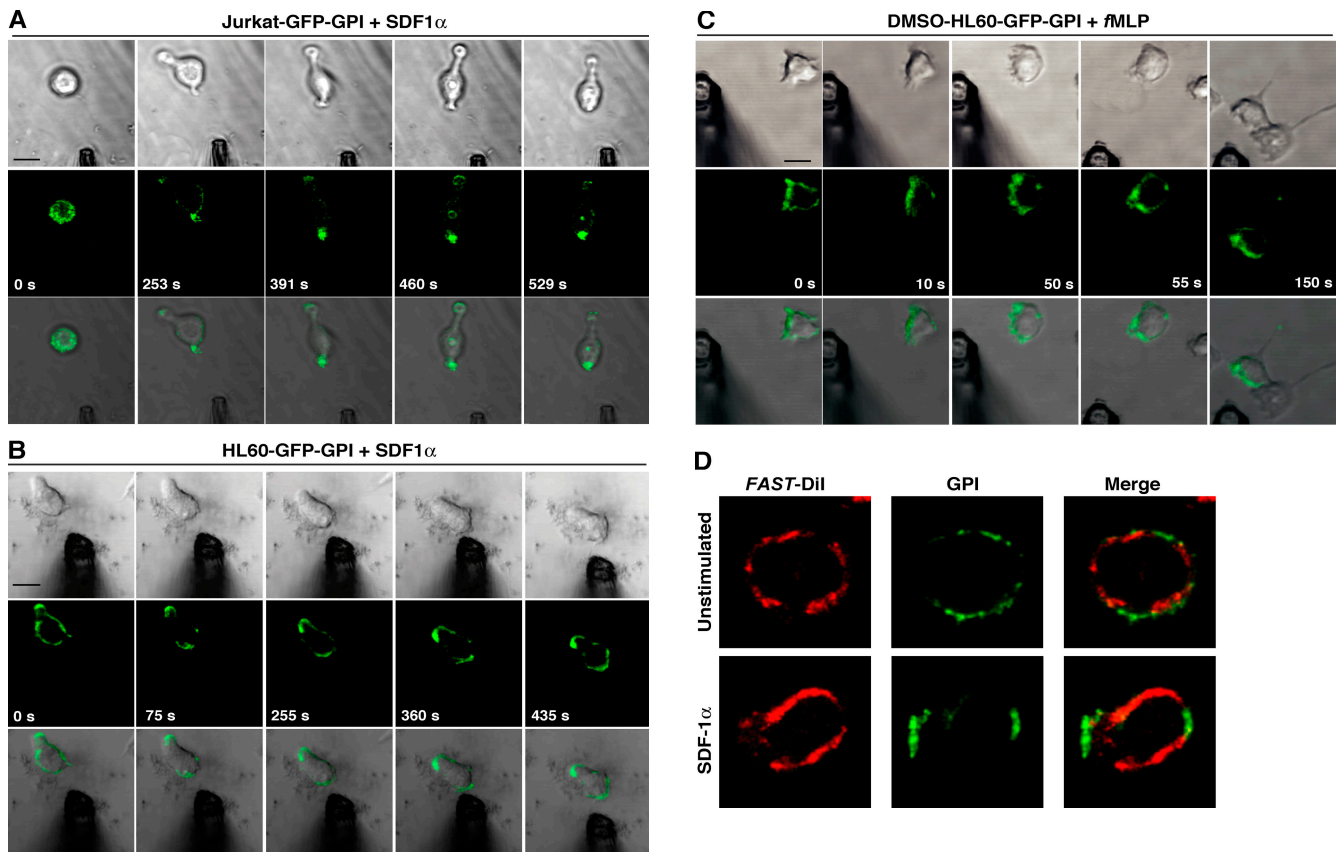 A
Jurkat-GFP-GPI + SDF1α
0 s
253 s
391 s
460 s
529 s
B
HL60-GFP-GPI + SDF1α
0 s
75 s
255 s
360 s
435 s
C
DMSO-HL60-GFP-GPI + fMLP
0 s
10 s
50 s
55 s
150 s
D
FAST-DiI
GPI
Merge
Unstimulated
SDF-1α